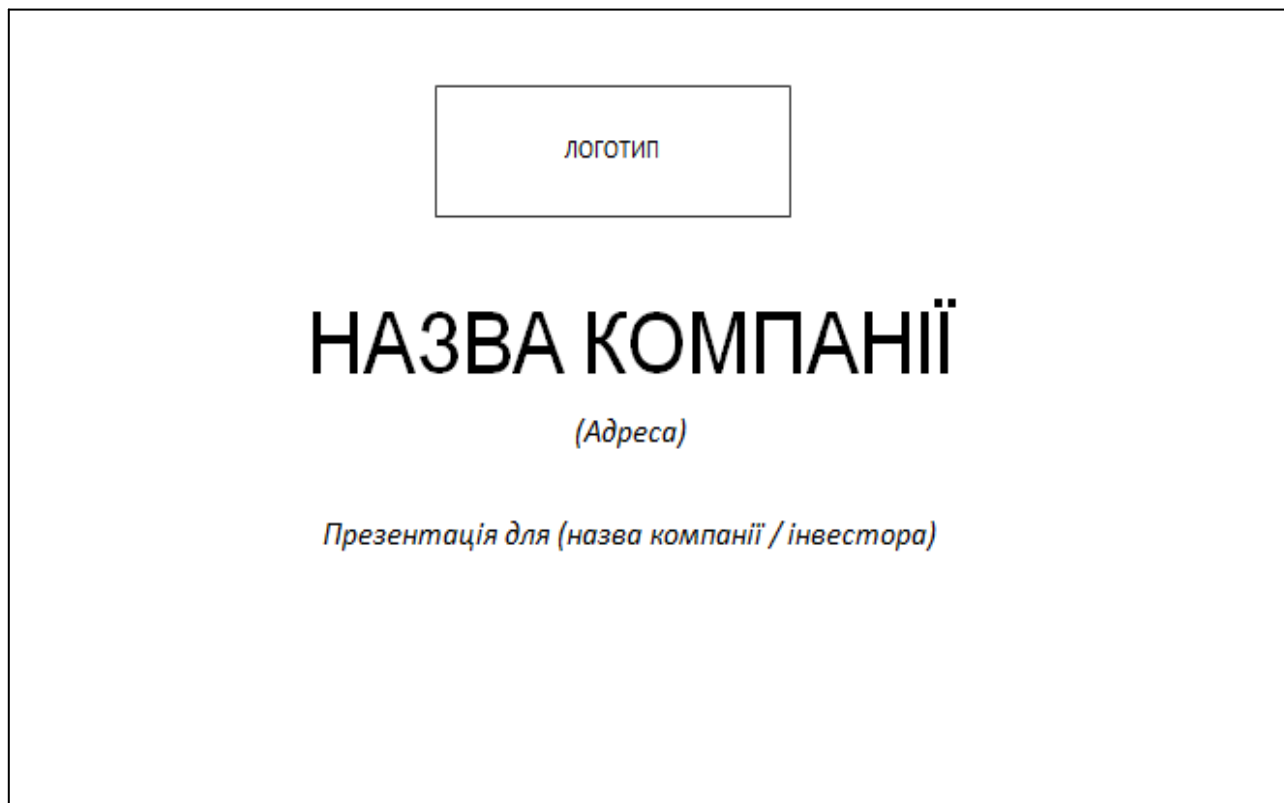 ЛОГОТИП
НАЗВА КОМПАНІЇ
(Адреса)
Презентація для (назва компанії / інвестора)